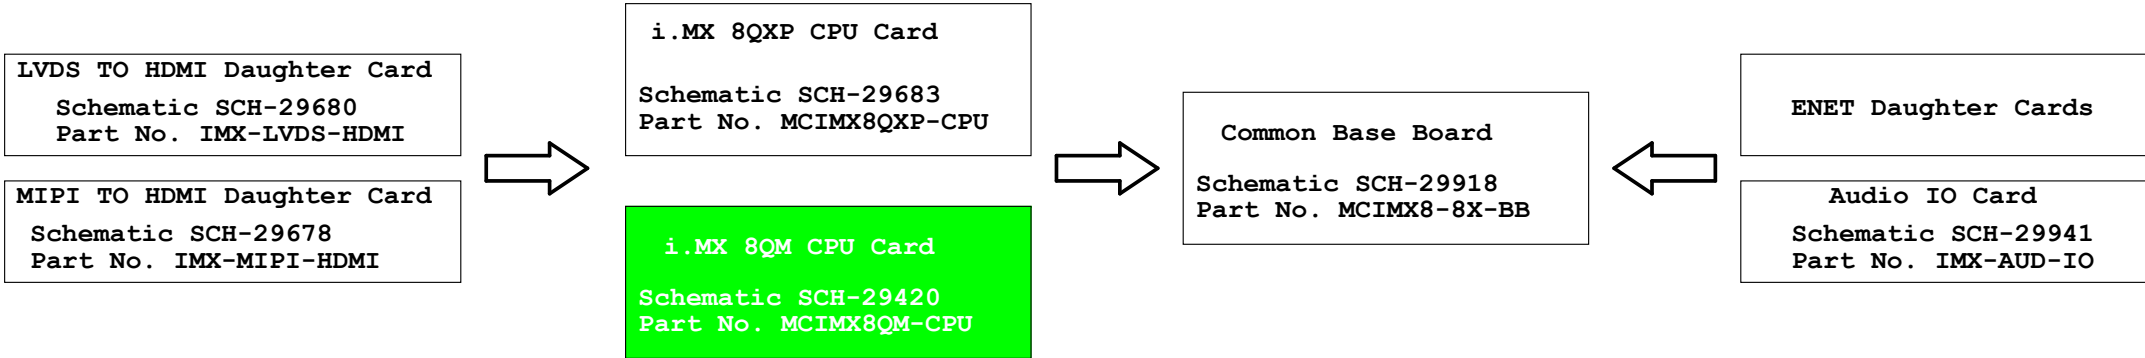 LVDS TO HDMI Daughter Card
Schematic SCH-29680
Part No. IMX-LVDS-HDMI
MIPI TO HDMI Daughter Card
Schematic SCH-29678
Part No. IMX-MIPI-HDMI
i.MX 8QXP CPU Card
Schematic SCH-29683
Part No. MCIMX8QXP-CPU
i.MX 8QM CPU Card
Schematic SCH-29420
Part No. MCIMX8QM-CPU
Common Base Board
Schematic SCH-29918
Part No. MCIMX8-8X-BB
ENET Daughter Cards
Audio IO Card
Schematic SCH-29941
Part No. IMX-AUD-IO